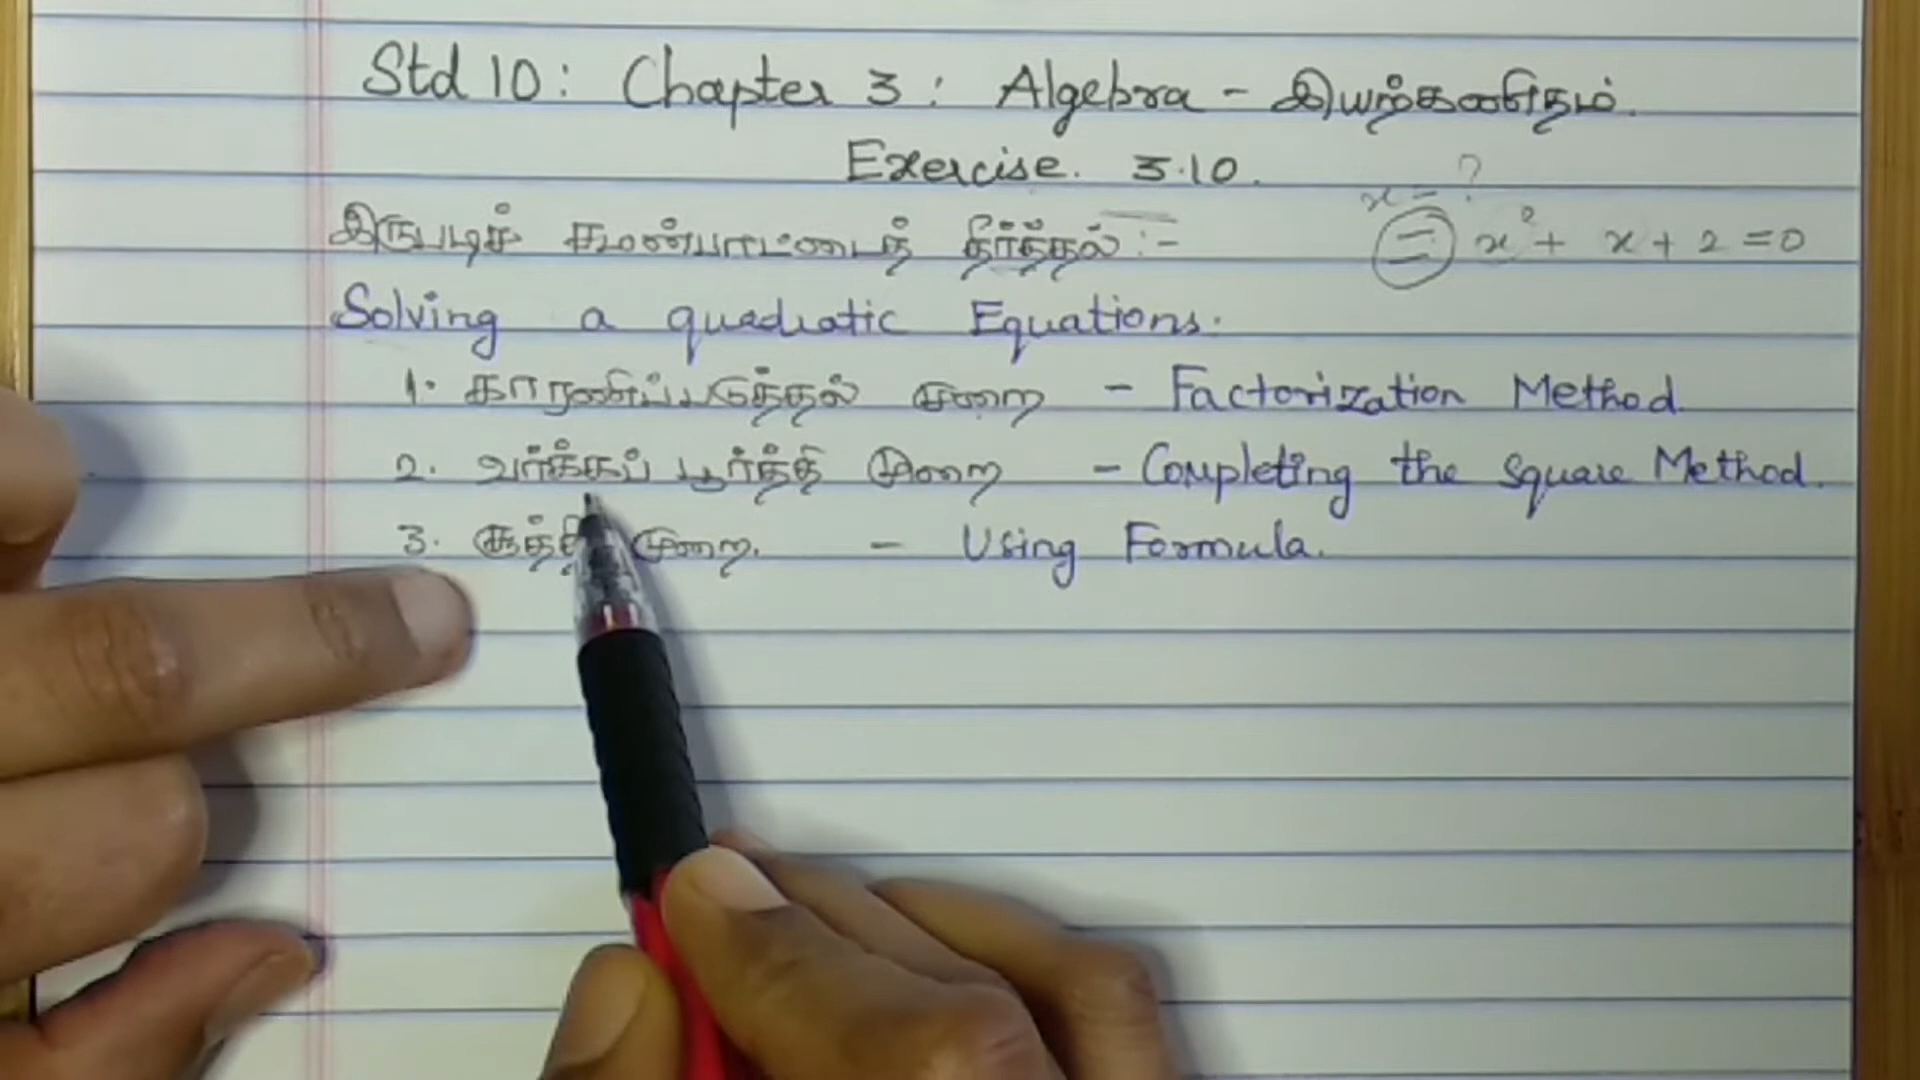 Std 10: Chapter 3: Algebra - இயற்கணிதம்.
Exercise. 3.10.
x = ?
இருபடிச் சமன்பாட்டைத் தீர்த்தல் :-
= x² + x + 2 = 0
Solving a quadratic Equations.
1. காரணிப்படுத்தல் முறை - Factorization Method
2. வர்க்கப் பூர்த்தி முறை - Completing the Square Method.
3. முறை. - Using Formula.